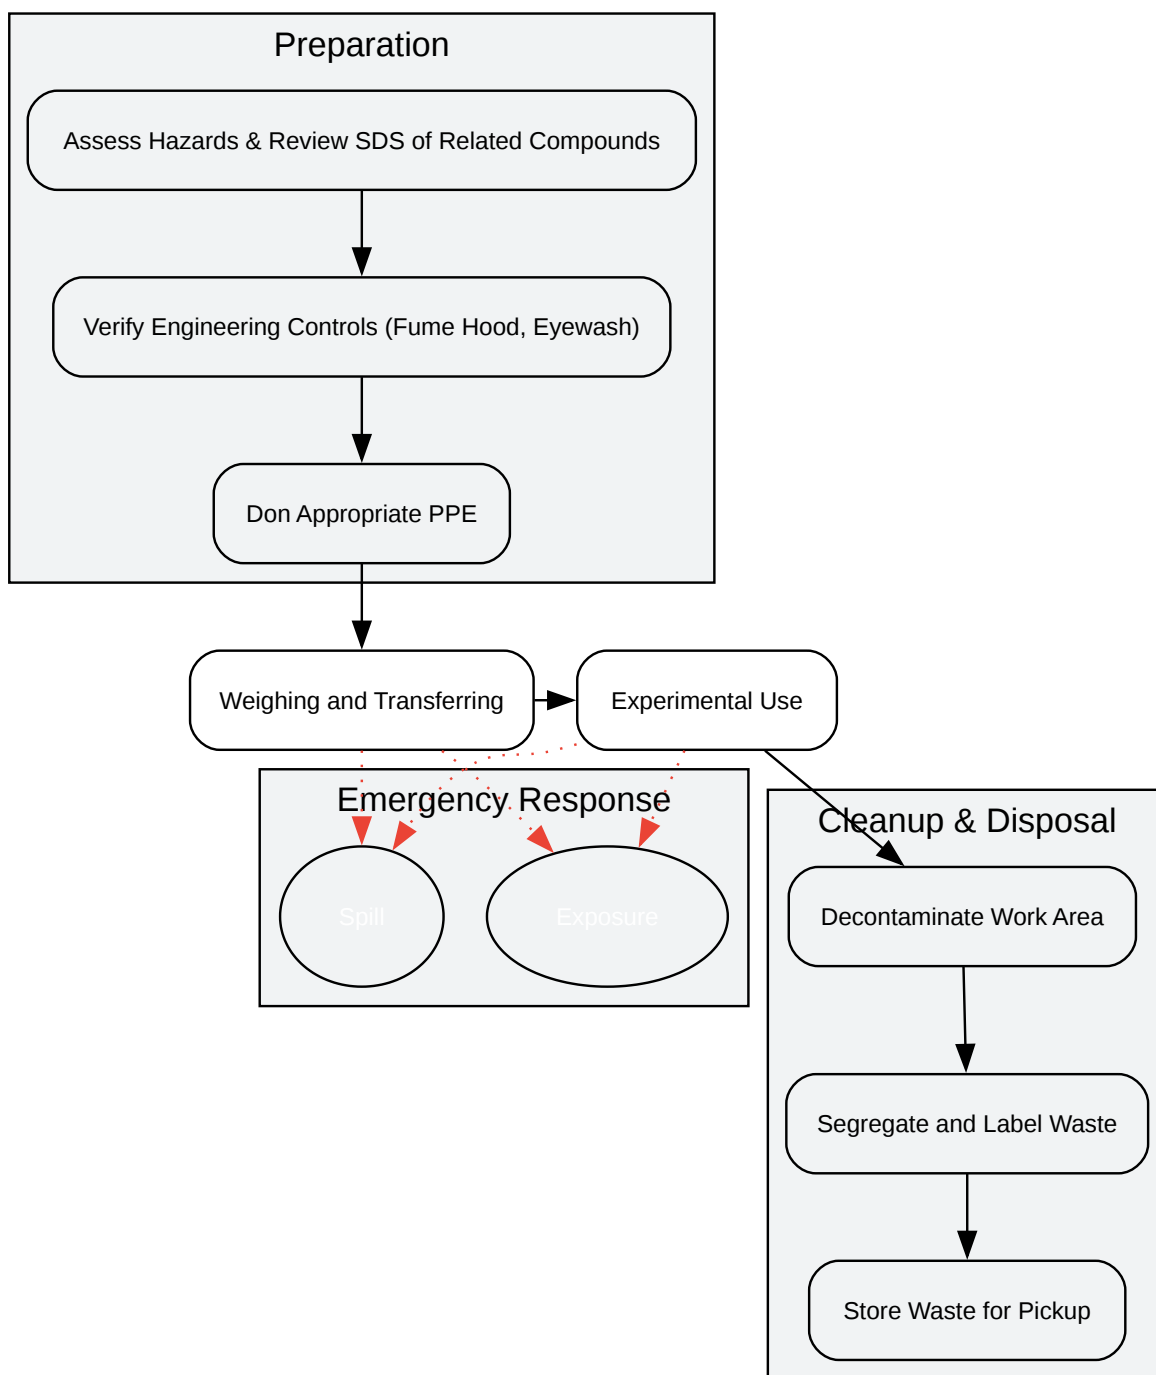 Preparation
Assess Hazards & Review SDS of Related Compounds
Verify Engineering Controls (Fume Hood, Eyewash)
Don Appropriate PPE
Weighing and Transferring
Experimental Use
Emergency Response
Spill
Exposure
Cleanup & Disposal
Decontaminate Work Area
Segregate and Label Waste
Store Waste for Pickup